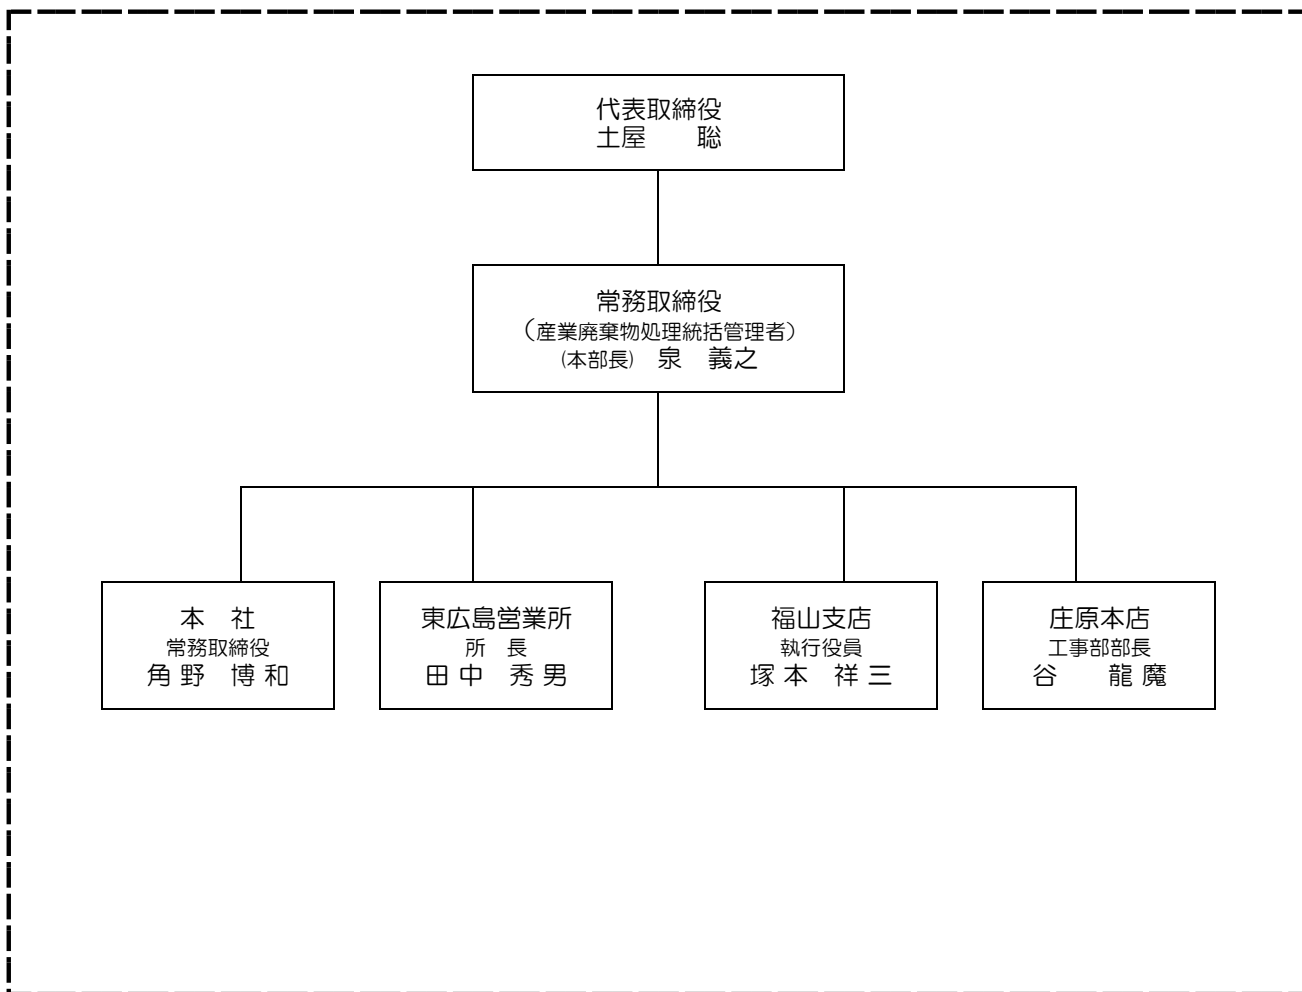 代表取締役
土屋　　聡
常務取締役
（産業廃棄物処理統括管理者）
(本部長)　泉　義之
本　社
常務取締役
角 野　博 和
東広島営業所
所　長
田 中　秀 男
福山支店
執行役員
塚 本　祥 三
庄原本店
工事部部長
谷　　龍 魔